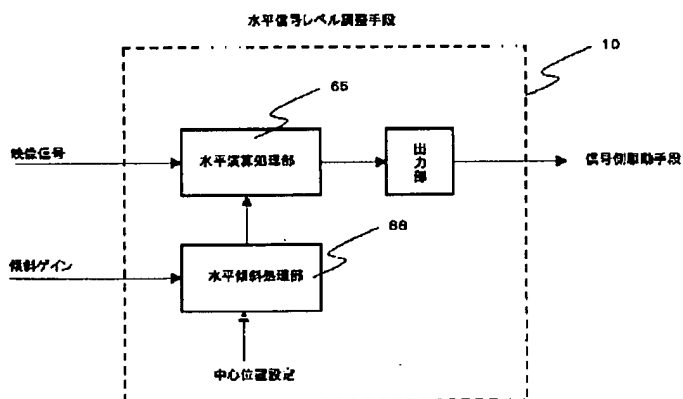 水平信号レベル調整手段
10
65
映像信号
水平演算処理部
出力部
信号側駆動手段
66
傾斜ゲイン
水平傾斜処理部
中心位置設定